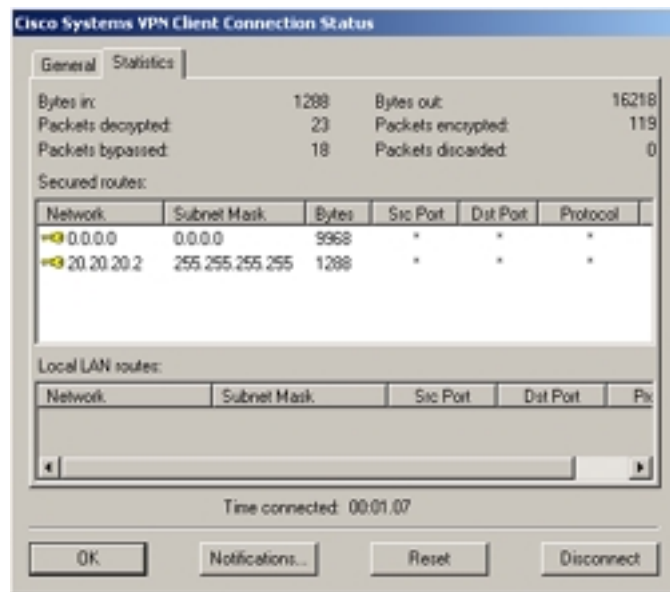 Cisco Systems VPN Client Connection Status
General Statistics
Bytes in: 1288 Bytes out: 16218
Packets decrypted: 23 Packets encrypted: 119
Packets bypassed: 18 Packets discarded: 0
Secured routes:
Network Subnet Mask Bytes Src Port Dst Port Protocol
0.0.0.0 0.0.0.0 9968 * * *
20.20.20.2 255.255.255.255 1288 * * *
Local LAN routes:
Network Subnet Mask Src Port Dst Port Pro
Time connected: 00:01.07
OK Notifications... Reset Disconnect